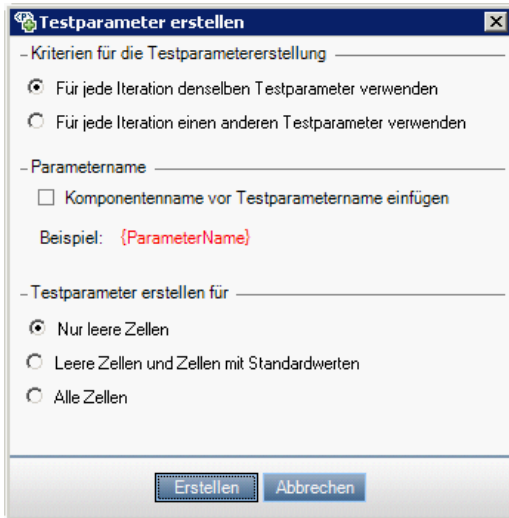 Testparameter erstellen
Kriterien für die Testparametererstellung
Für jede Iteration denselben Testparameter verwenden
Für jede Iteration einen anderen Testparameter verwenden
Parametername
Komponentenname vor Testparametername einfügen
Beispiel: {ParameterName}
Testparameter erstellen für
Nur leere Zellen
Leere Zellen und Zellen mit Standardwerten
Alle Zellen
Erstellen Abbrechen